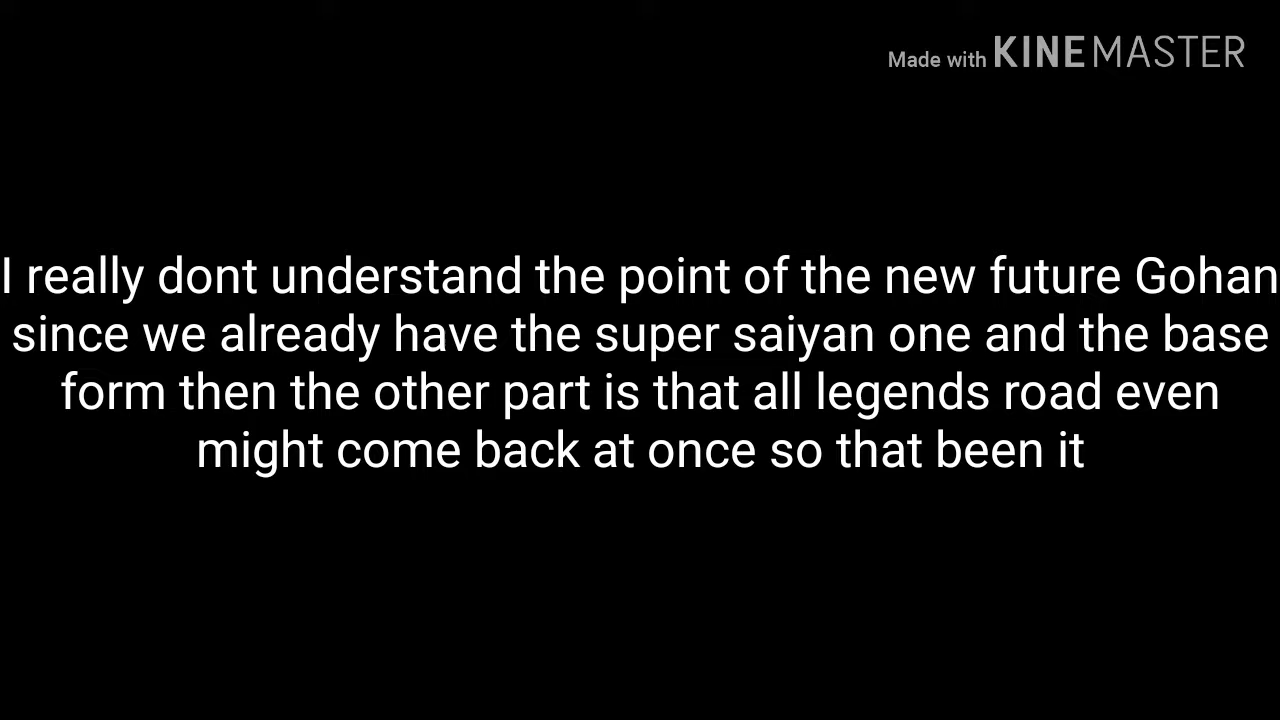 Made with KINEMASTER
I really dont understand the point of the new future Gohan
since we already have the super saiyan one and the base
form then the other part is that all legends road even
might come back at once so that been it